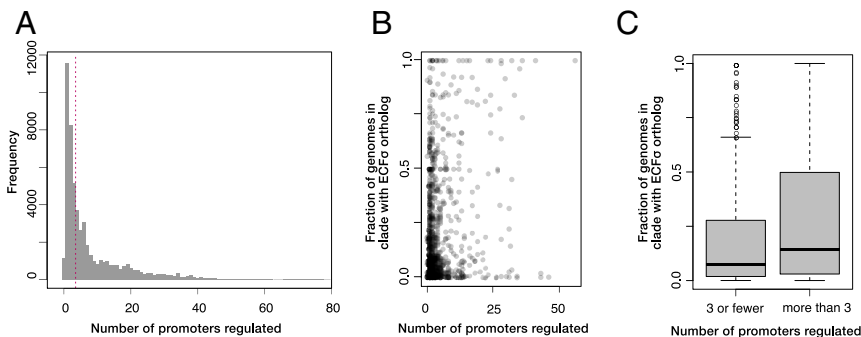 A
Frequency
0
4000
8000
12000
0
20
40
60
80
Number of promoters regulated
B
Fraction of genomes in
clade with ECFσ ortholog
0.0
0.5
1.0
0
25
50
Number of promoters regulated
C
Fraction of genomes in
clade with ECFσ ortholog
0.0
0.5
1.0
3 or fewer
more than 3
Number of promoters regulated